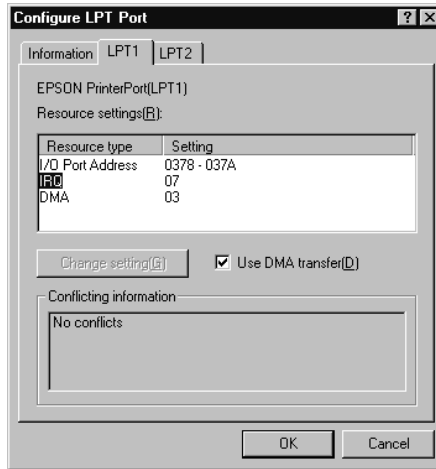 Configure LPT Port
Information LPT1 LPT2
EPSON PrinterPort(LPT1)
Resource settings(R):
Resource type Setting
I/O Port Address 0378 - 037A
IRQ 07
DMA 03
Change setting(G) Use DMA transfer(D)
Conflicting information
No conflicts
OK Cancel